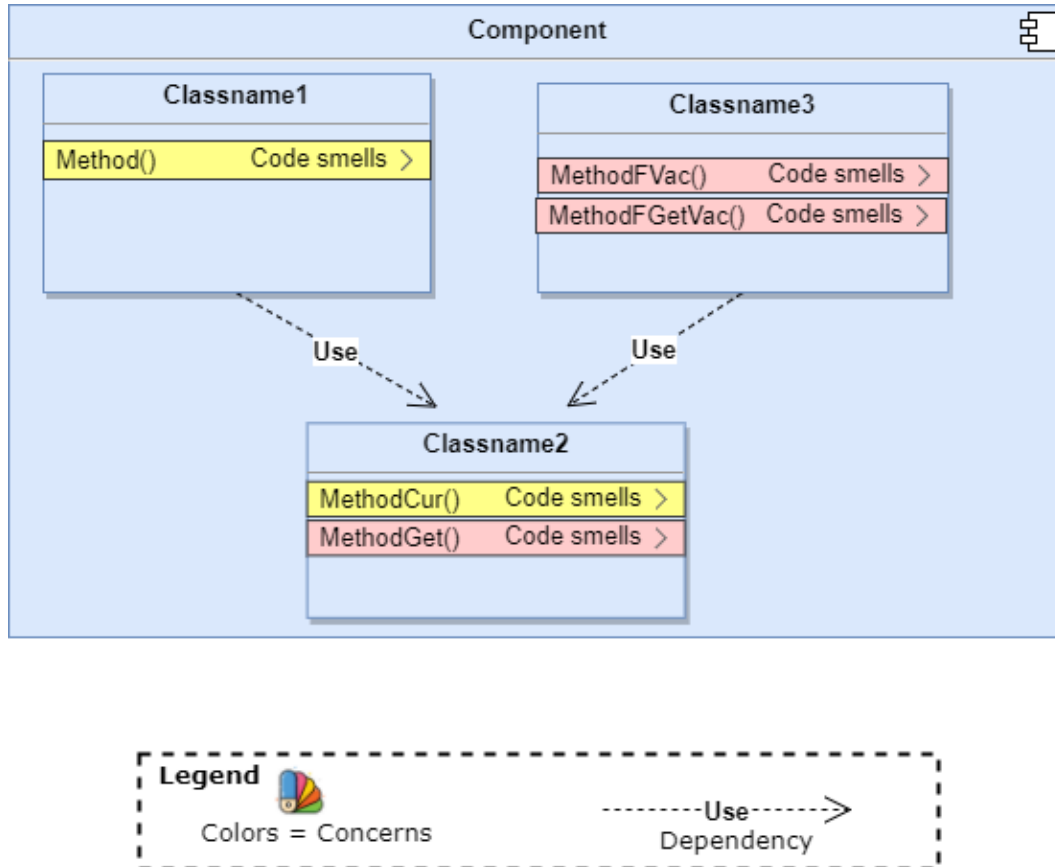 Component
Classname1
Method() Code smells >
Classname3
MethodFVac() Code smells >
MethodFGetVac() Code smells >
Use
Use
Classname2
MethodCur() Code smells >
MethodGet() Code smells >
Legend
Colors = Concerns
Use
Dependency